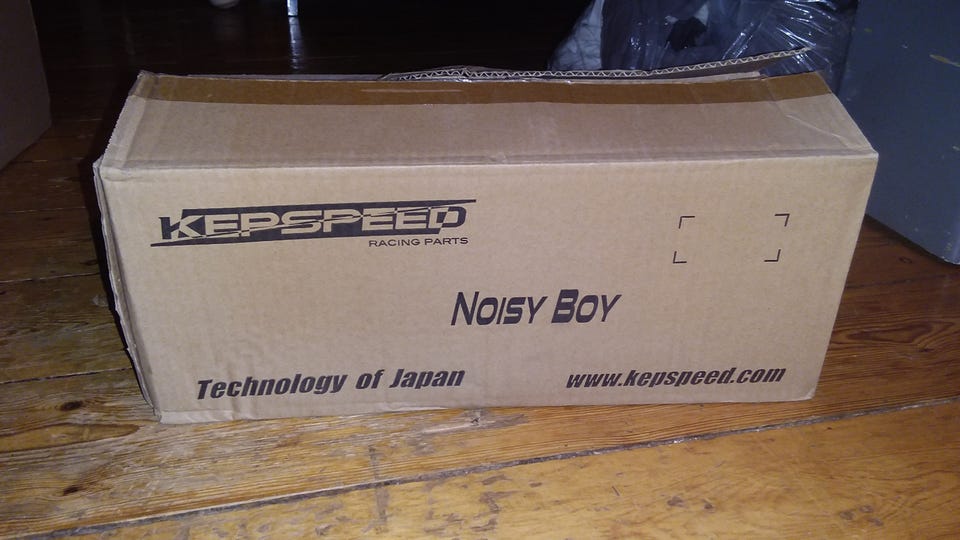 KEPSPEED
RACING PARTS
NOISY BOY
Technology of Japan
www.kepspeed.com